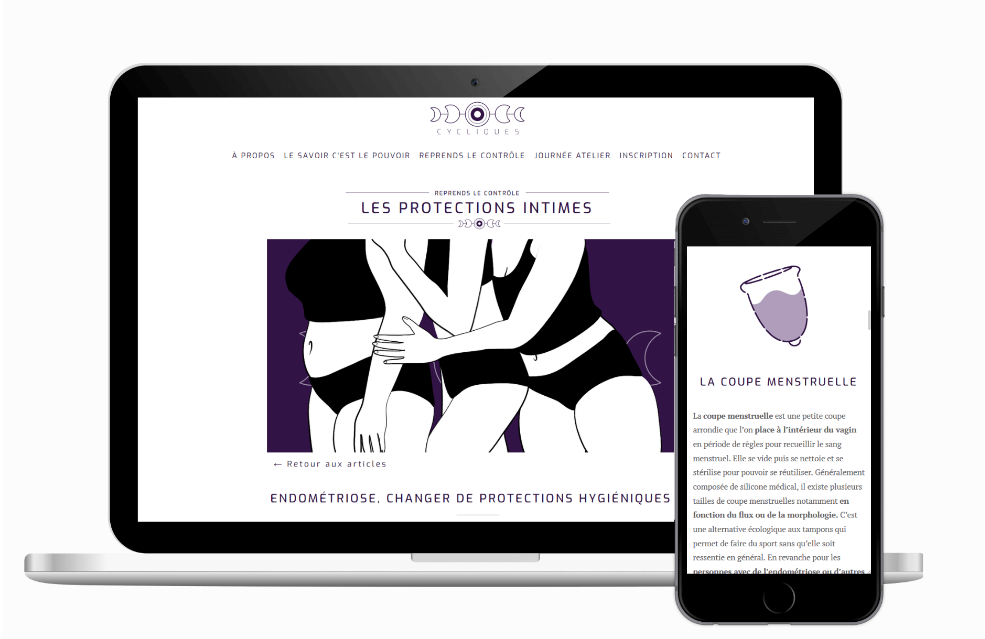 CYCLIQUES
À PROPOS LE SAVOIR C'EST LE POUVOIR REPRENDS LE CONTRÔLE JOURNÉE ATELIER INSCRIPTION CONTACT
REPRENDS LE CONTRÔLE
LES PROTECTIONS INTIMES
← Retour aux articles
ENDOMÉTRIOSE, CHANGER DE PROTECTIONS HYGIÉNIQUES
LA COUPE MENSTRUELLE
La coupe menstruelle est une petite coupe
arrondie que l'on place à l'intérieur du vagin
en période de règles pour recueillir le sang
menstruel. Elle se vide puis se nettoie et se
stérilise pour pouvoir se réutiliser. Généralement
composée de silicone médical, il existe plusieurs
tailles de coupe menstruelles notamment en
fonction du flux ou de la morphologie. C'est
une alternative écologique aux tampons qui
permet de faire du sport sans qu'elle soit
ressentie en général. En revanche pour les
personnes avec de l'endométriose ou d'autres